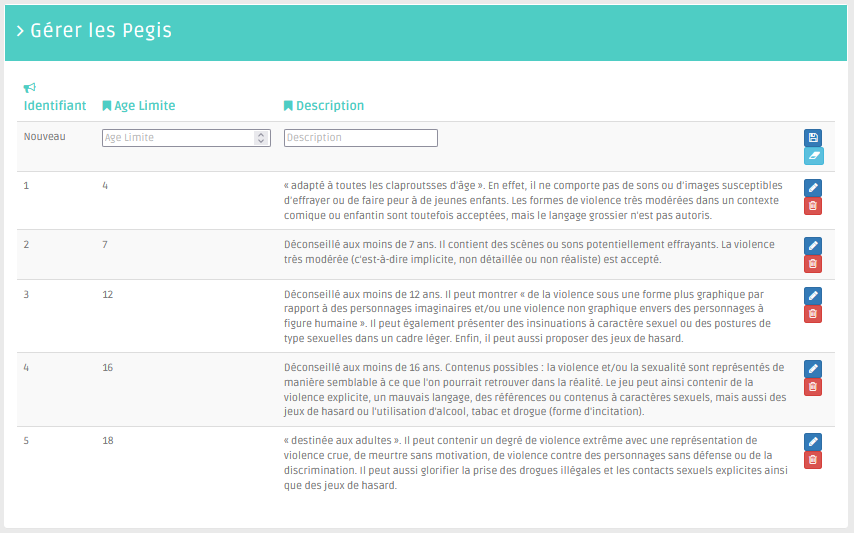 > Gérer les Pegis
Identifiant Age Limite Description
Nouveau Age Limite Description
1 4 « adapté à toutes les claproutsses d'âge ». En effet, il ne comporte pas de sons ou d'images susceptibles
d'effrayer ou de faire peur à de jeunes enfants. Les formes de violence très modérées dans un contexte
comique ou enfantin sont toutefois acceptées, mais le langage grossier n'est pas autoris.
2 7 Déconseillé aux moins de 7 ans. Il contient des scènes ou sons potentiellement effrayants. La violence
très modérée (c'est-à-dire implicite, non détaillée ou non réaliste) est accepté.
3 12 Déconseillé aux moins de 12 ans. Il peut montrer « de la violence sous une forme plus graphique par
rapport à des personnages imaginaires et/ou une violence non graphique envers des personnages à
figure humaine ». Il peut également présenter des insinuations à caractère sexuel ou des postures de
type sexuelles dans un cadre léger. Enfin, il peut aussi proposer des jeux de hasard.
4 16 Déconseillé aux moins de 16 ans. Contenus possibles : la violence et/ou la sexualité sont représentés de
manière semblable à ce que l'on pourrait retrouver dans la réalité. Le jeu peut ainsi contenir de la
violence explicite, un mauvais langage, des références ou contenus à caractères sexuels, mais aussi des
jeux de hasard ou l'utilisation d'alcool, tabac et drogue (forme d'incitation).
5 18 « destinée aux adultes ». Il peut contenir un degré de violence extrême avec une représentation de
violence crue, de meurtre sans motivation, de violence contre des personnages sans défense ou de la
discrimination. Il peut aussi glorifier la prise des drogues illégales et les contacts sexuels explicites ainsi
que des jeux de hasard.